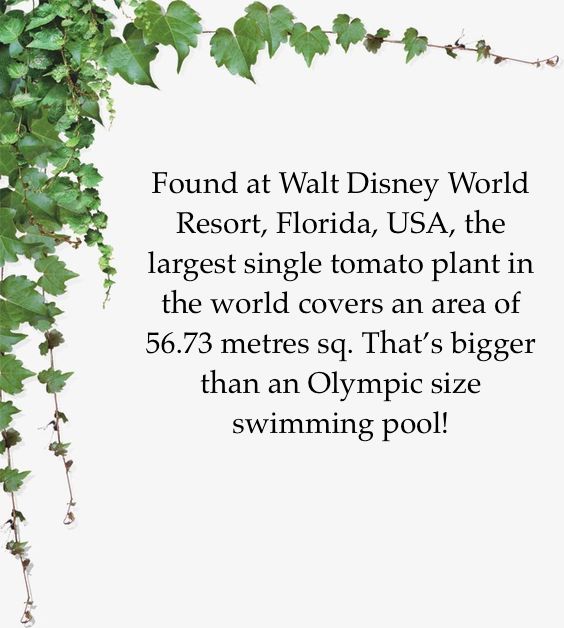 Found at Walt Disney World
Resort, Florida, USA, the
largest single tomato plant in
the world covers an area of
56.73 metres sq. That’s bigger
than an Olympic size
swimming pool!